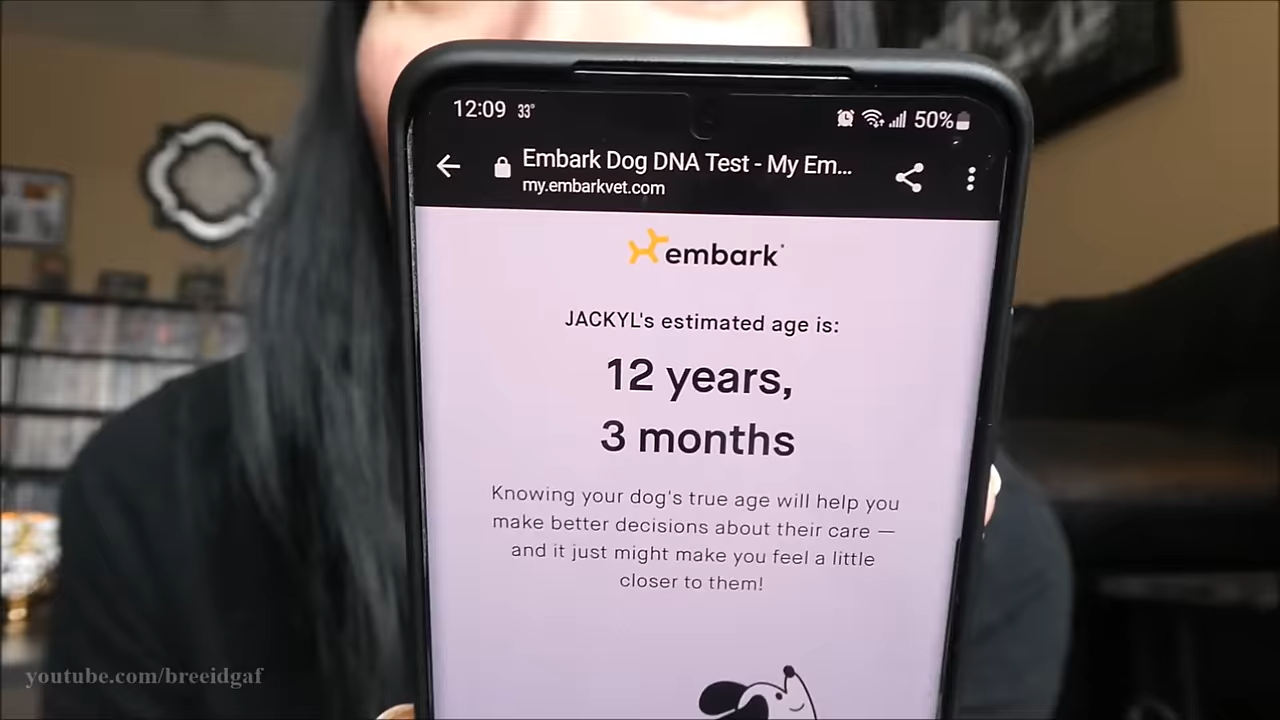 12:09 33° 50%
Embark Dog DNA Test - My Em...
my.embarkvet.com
embark
JACKYL's estimated age is:
12 years,
3 months
Knowing your dog's true age will help you
make better decisions about their care —
and it just might make you feel a little
closer to them!
youtube.com/breeidgaf